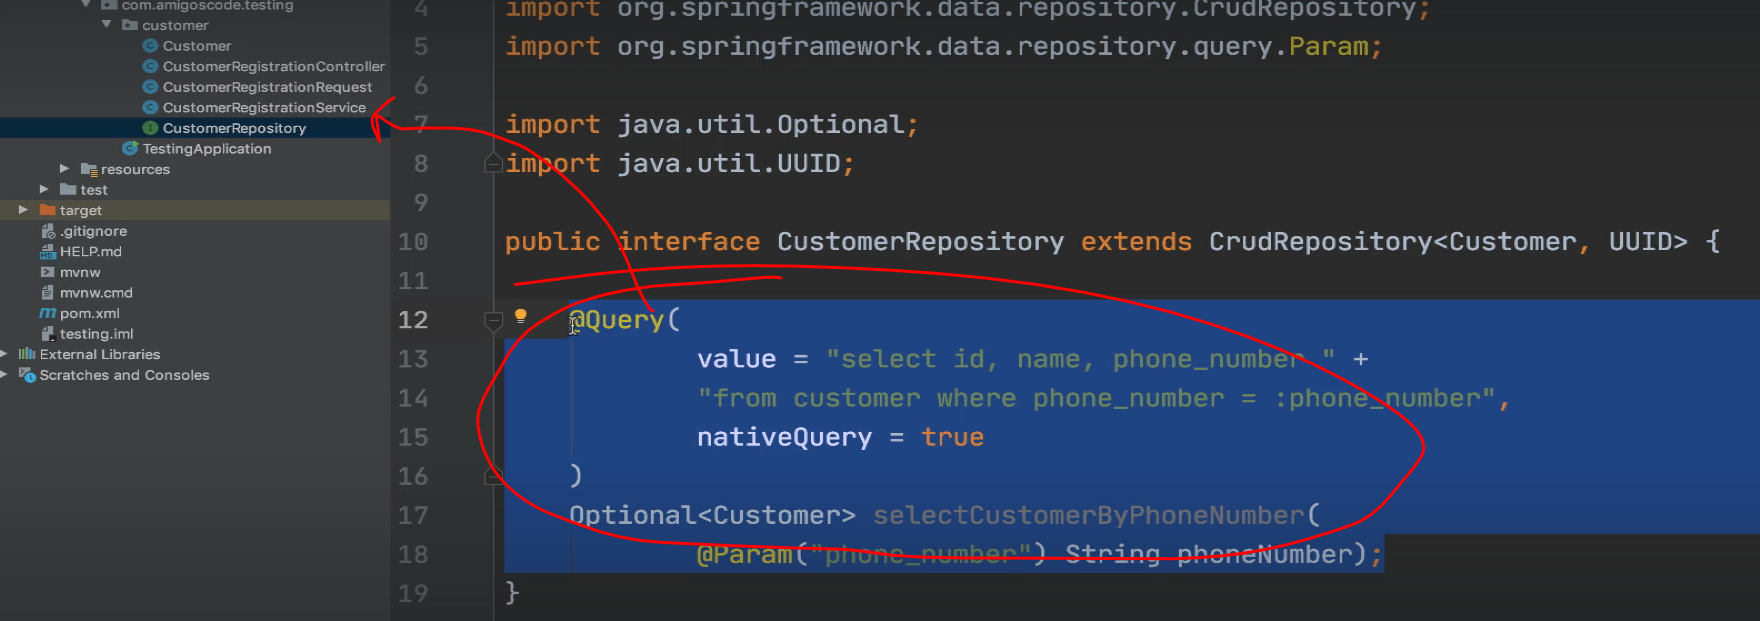 com.amigoscode.testing
customer
Customer
CustomerRegistrationController
CustomerRegistrationRequest
CustomerRegistrationService
CustomerRepository
TestingApplication
resources
test
target
.gitignore
HELP.md
mvnw
mvnw.cmd
pom.xml
testing.iml
External Libraries
Scratches and Consoles
4 import org.springframework.data.repository.CrudRepository;
5 import org.springframework.data.repository.query.Param;
6
7 import java.util.Optional;
8 import java.util.UUID;
9
10 public interface CustomerRepository extends CrudRepository<Customer, UUID> {
11
12 @Query(
13 value = "select id, name, phone_number " +
14 "from customer where phone_number = :phone_number",
15 nativeQuery = true
16 )
17 Optional<Customer> selectCustomerByPhoneNumber(
18 @Param("phone_number") String phoneNumber);
19 }